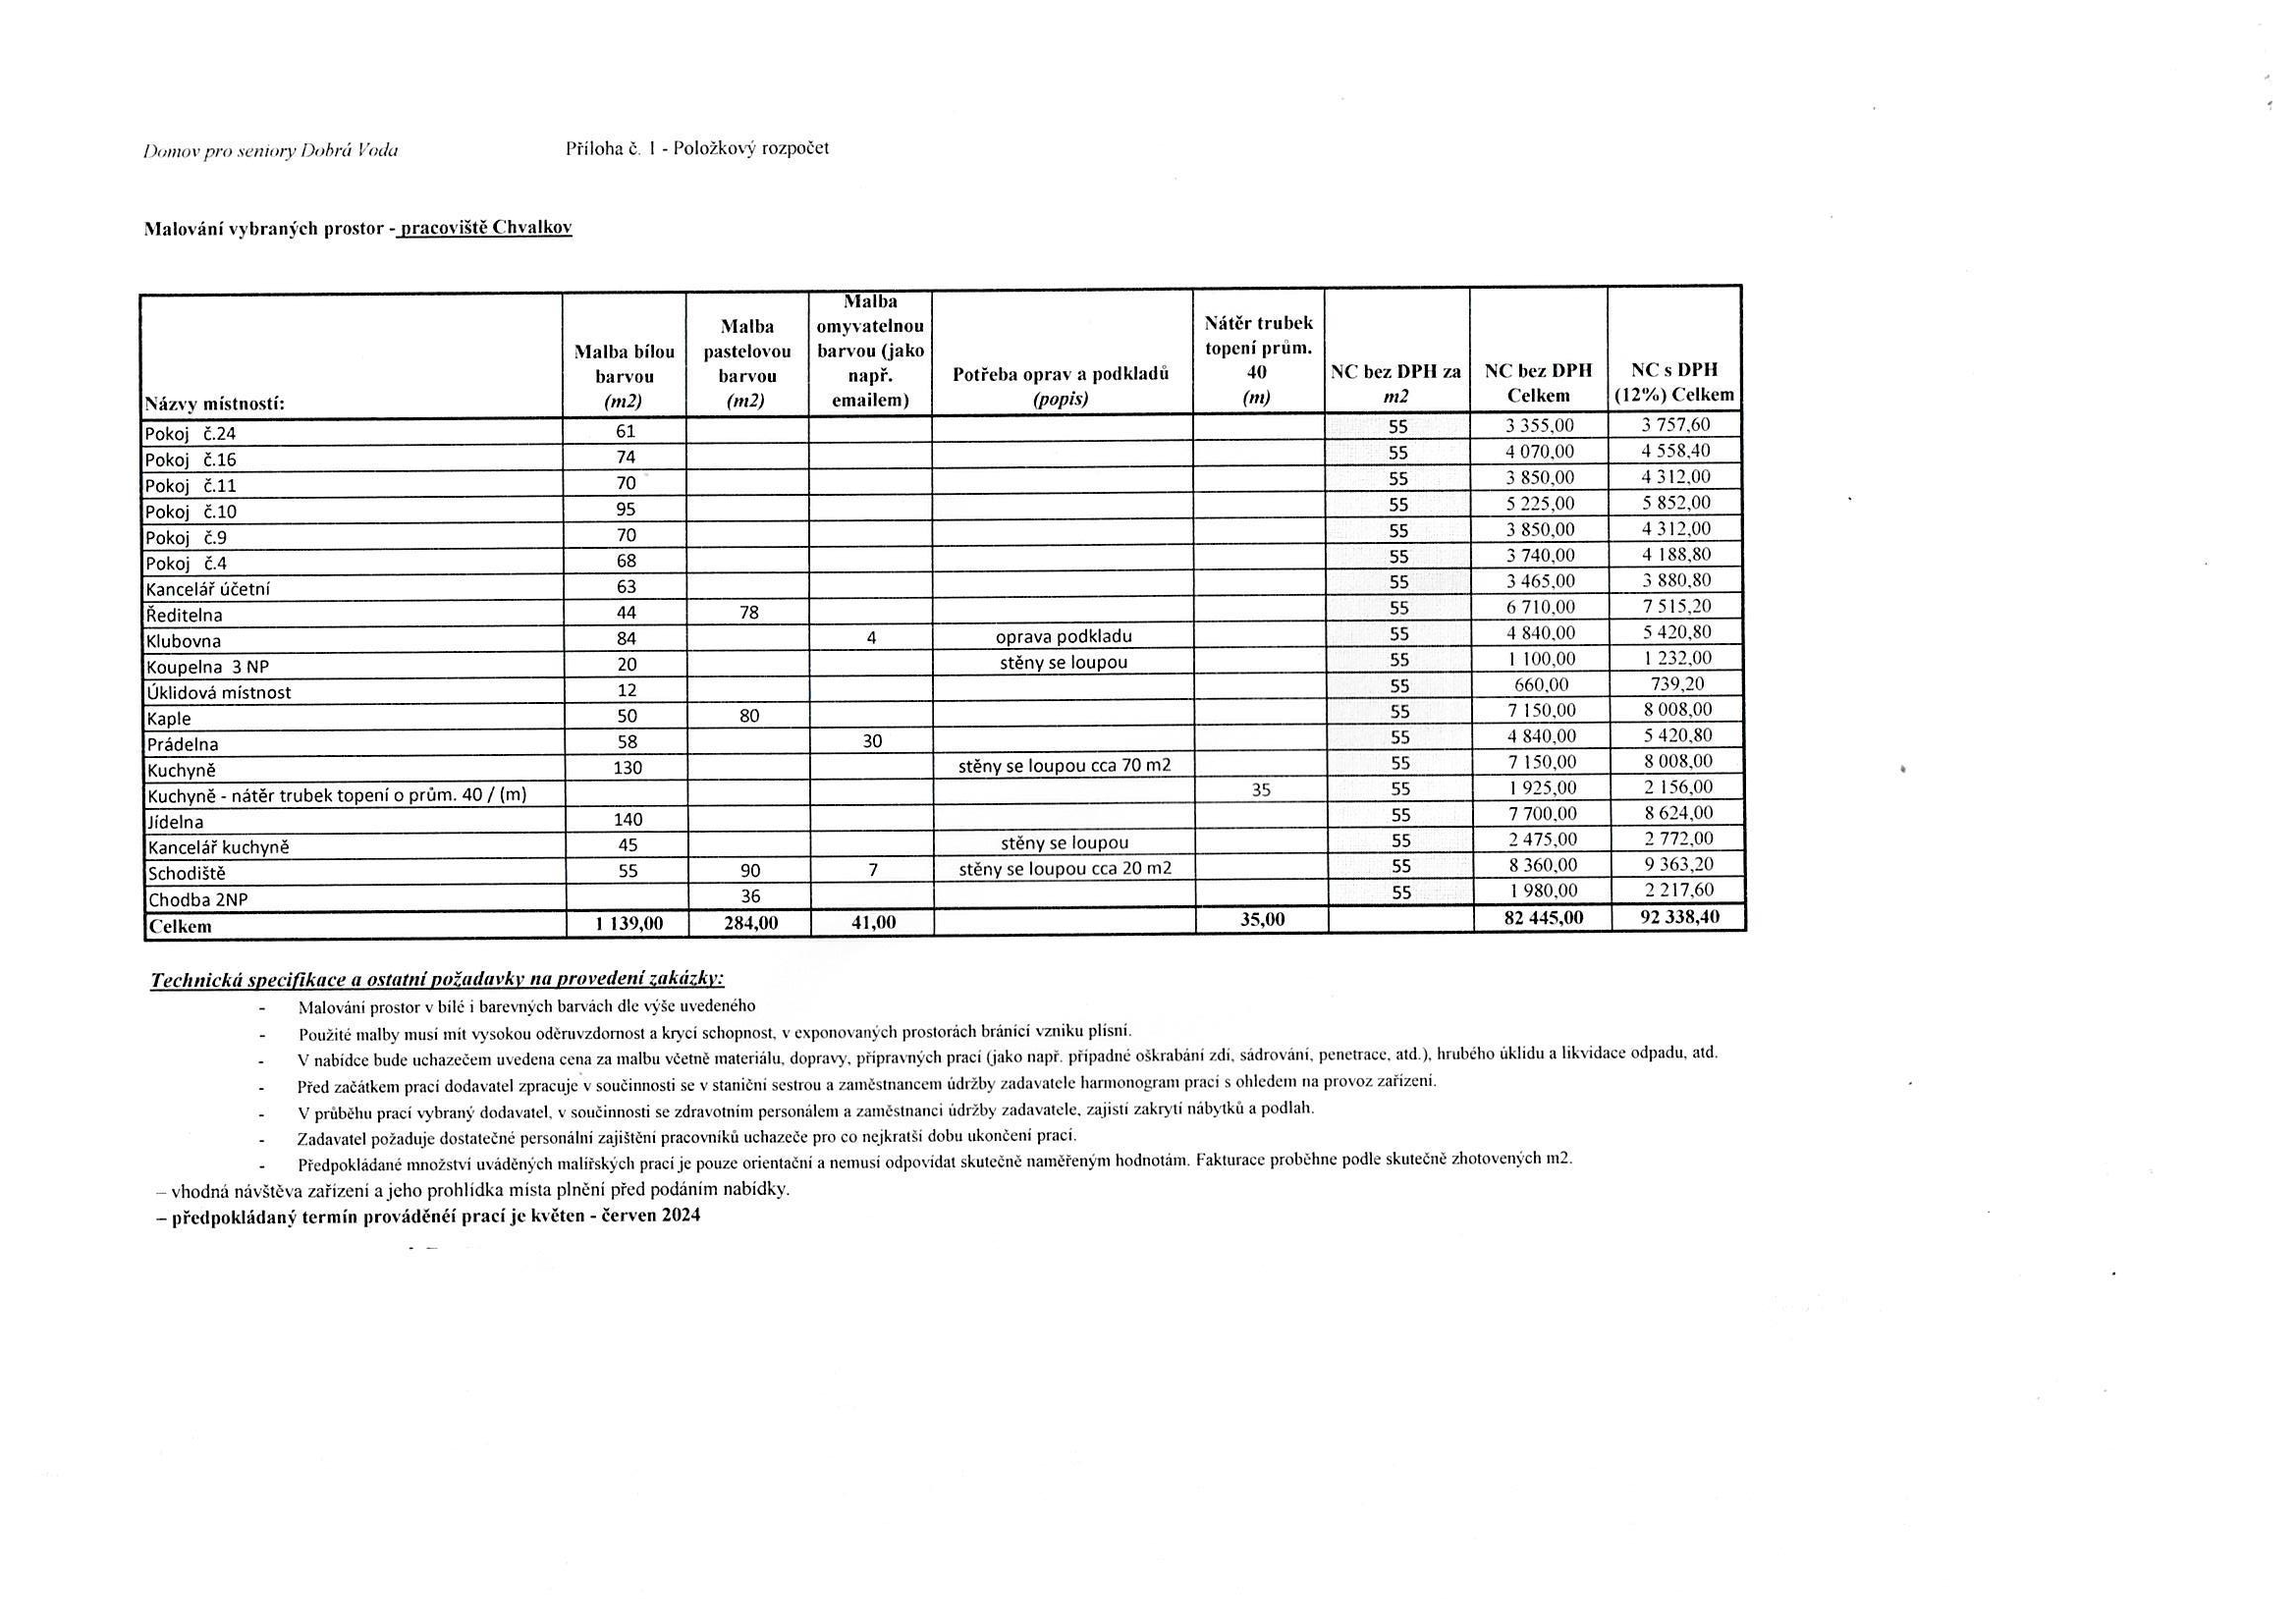 Domov pro seniory Dobrá Voda Příloha č. 1 - Položkový rozpočet
Malování vybraných prostor - pracoviště Chvalkov
Názvy místností: Malba bílou barvou (m2) Malba pastelovou barvou (m2) Malba omyvatelnou barvou (jako např. emailem) Potřeba oprav a podkladů (popis) Nátěr trubek topení prům. 40 (m) NC bez DPH za m2 NC bez DPH Celkem NC s DPH (12%) Celkem
Pokoj č.24 61 55 3 355,00 3 757,60
Pokoj č.16 74 55 4 070,00 4 558,40
Pokoj č.11 70 55 3 850,00 4 312,00
Pokoj č.10 95 55 5 225,00 5 852,00
Pokoj č.9 70 55 3 850,00 4 312,00
Pokoj č.4 68 55 3 740,00 4 188,80
Kancelář účetní 63 55 3 465,00 3 880,80
Ředitelna 44 78 55 6 710,00 7 515,20
Klubovna 84 4 oprava podkladu 55 4 840,00 5 420,80
Koupelna 3 NP 20 stěny se loupou 55 1 100,00 1 232,00
Úklidová místnost 12 55 660,00 739,20
Kaple 50 80 55 7 150,00 8 008,00
Prádelna 58 30 55 4 840,00 5 420,80
Kuchyně 130 stěny se loupou cca 70 m2 55 7 150,00 8 008,00
Kuchyně - nátěr trubek topení o prům. 40 / (m) 35 55 1 925,00 2 156,00
Jídelna 140 55 7 700,00 8 624,00
Kancelář kuchyně 45 stěny se loupou 55 2 475,00 2 772,00
Schodiště 55 90 7 stěny se loupou cca 20 m2 55 8 360,00 9 363,20
Chodba 2NP 36 55 1 980,00 2 217,60
Celkem 1 139,00 284,00 41,00 35,00 82 445,00 92 338,40
Technická specifikace a ostatní požadavky na provedení zakázky:
- Malování prostor v bílé i barevných barvách dle výše uvedeného
- Použité malby musí mít vysokou oděruvzdornost a krycí schopnost, v exponovaných prostorách bránící vzniku plísní.
- V nabídce bude uchazečem uvedena cena za malbu včetně materiálu, dopravy, přípravných prací (jako např. případné oškrabání zdí, sádrování, penetrace, atd.), hrubého úklidu a likvidace odpadu, atd.
- Před začátkem prací dodavatel zpracuje v součinnosti se v staniční sestrou a zaměstnancem údržby zadavatele harmonogram prací s ohledem na provoz zařízení.
- V průběhu prací vybraný dodavatel, v součinnosti se zdravotním personálem a zaměstnanci údržby zadavatele, zajistí zakrytí nábytků a podlah.
- Zadavatel požaduje dostatečné personální zajištění pracovníků uchazeče pro co nejkratší dobu ukončení prací.
- Předpokládané množství uváděných malířských prací je pouze orientační a nemusí odpovídat skutečně naměřeným hodnotám. Fakturace proběhne podle skutečně zhotovených m2.
– vhodná návštěva zařízení a jeho prohlídka místa plnění před podáním nabídky.
– předpokládaný termín prováděnéí prací je květen - červen 2024